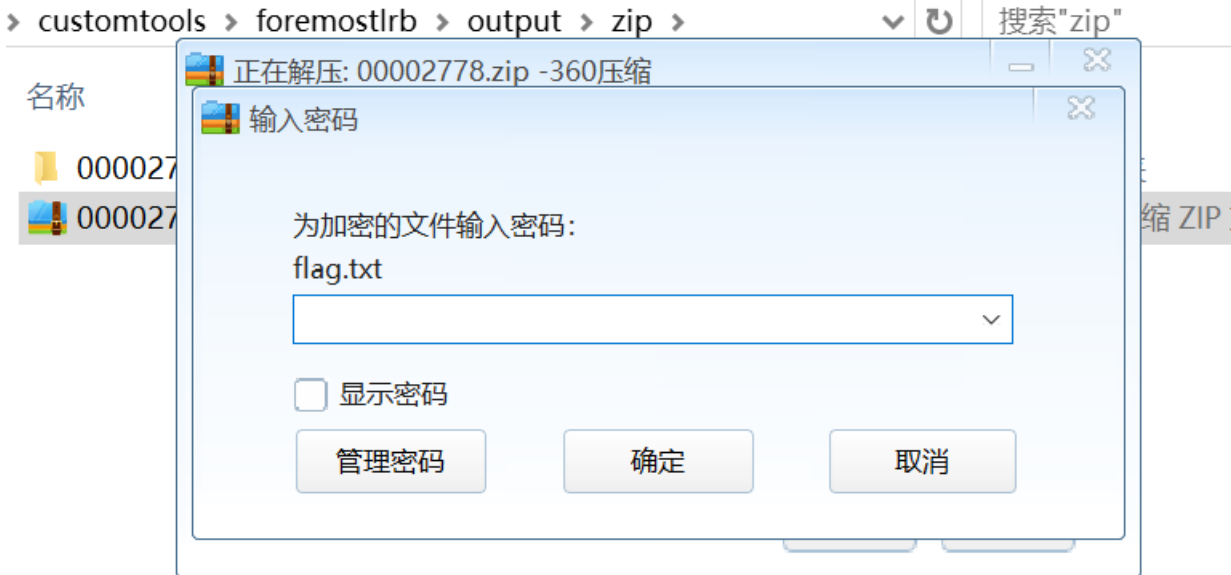 › customtools › foremostlrb › output › zip › 搜索"zip"
正在解压: 00002778.zip -360压缩
名称
输入密码
000027
000027
缩 ZIP
为加密的文件输入密码：
flag.txt
显示密码
管理密码 确定 取消